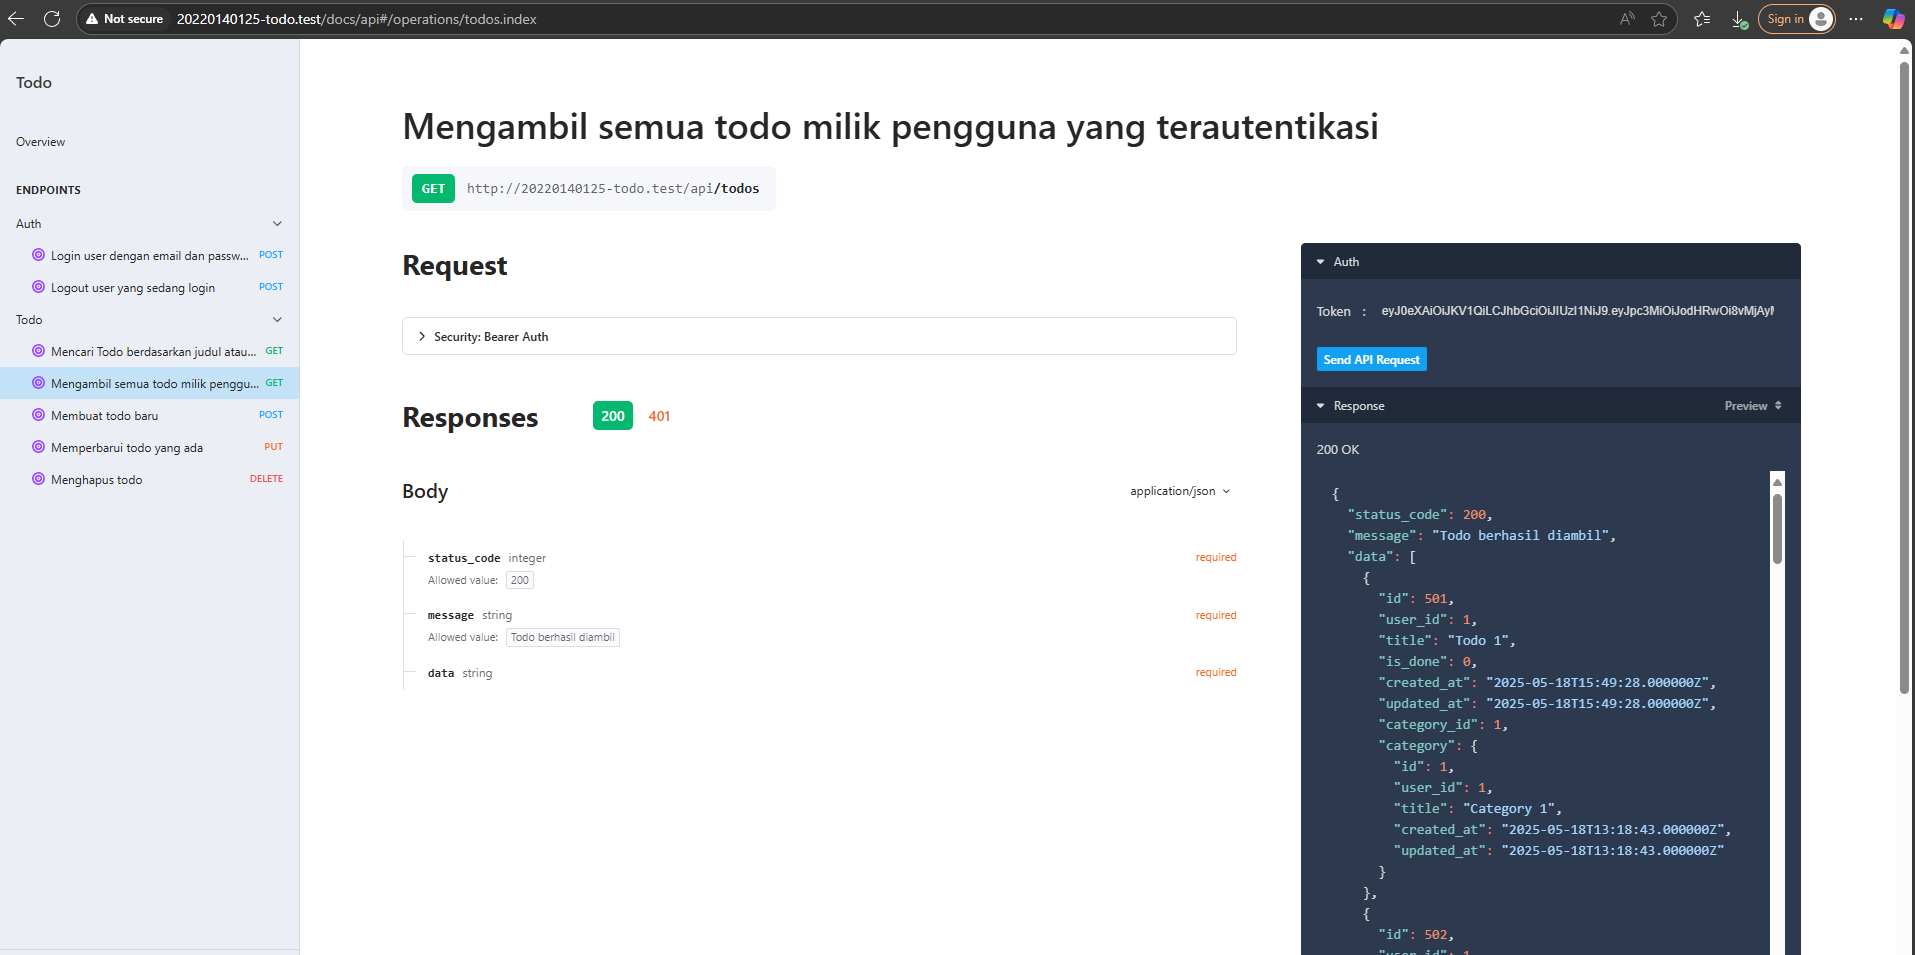 Not secure
20220140125-todo.test/docs/api#/operations/todos.index
Sign in
Todo
Overview
ENDPOINTS
Auth
Login user dengan email dan passw... POST
Logout user yang sedang login POST
Todo
Mencari Todo berdasarkan judul atau... GET
Mengambil semua todo milik penggu... GET
Membuat todo baru POST
Memperbarui todo yang ada PUT
Menghapus todo DELETE
Mengambil semua todo milik pengguna yang terautentikasi
GET http://20220140125-todo.test/api/todos
Request
Security: Bearer Auth
Responses 200 401
Body application/json
status_code integer required
Allowed value: 200
message string required
Allowed value: Todo berhasil diambil
data string required
Auth
Token :
Send API Request
Response Preview
200 OK
{
"status_code": 200,
"message": "Todo berhasil diambil",
"data": [
{
"id": 501,
"user_id": 1,
"title": "Todo 1",
"is_done": 0,
"created_at": "2025-05-18T15:49:28.000000Z",
"updated_at": "2025-05-18T15:49:28.000000Z",
"category_id": 1,
"category": {
"id": 1,
"user_id": 1,
"title": "Category 1",
"created_at": "2025-05-18T13:18:43.000000Z",
"updated_at": "2025-05-18T13:18:43.000000Z"
}
},
{
"id": 502,